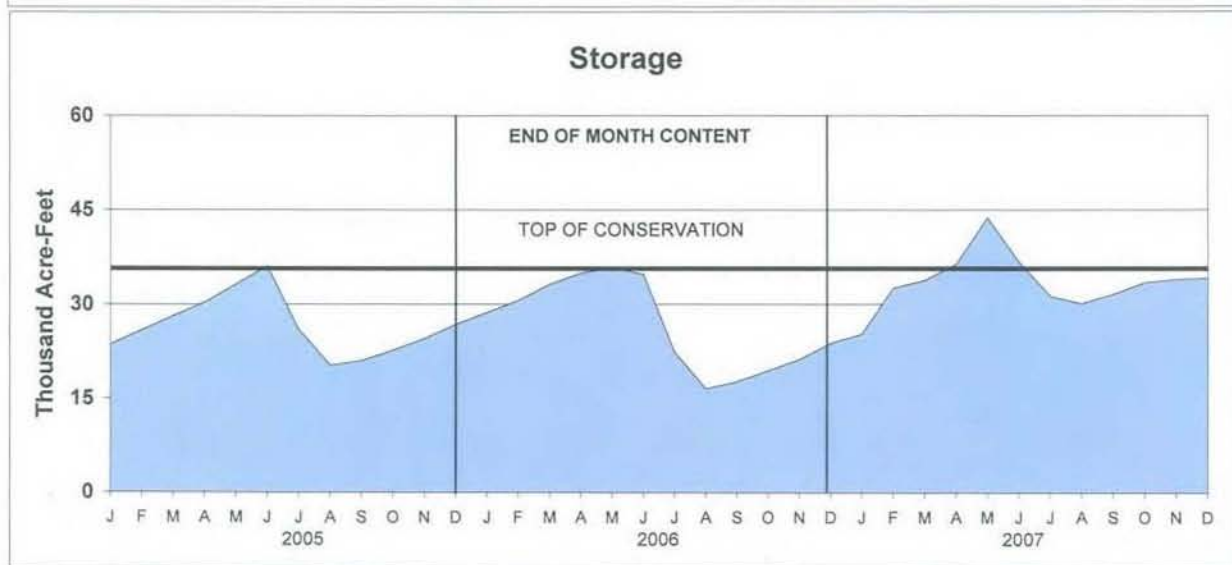 Storage
60
END OF MONTH CONTENT
45
TOP OF CONSERVATION
30
15
0
Thousand Acre-Feet
J F M A M J J A S O N D J F M A M J J A S O N D J F M A M J J A S O N D
2005 2006 2007